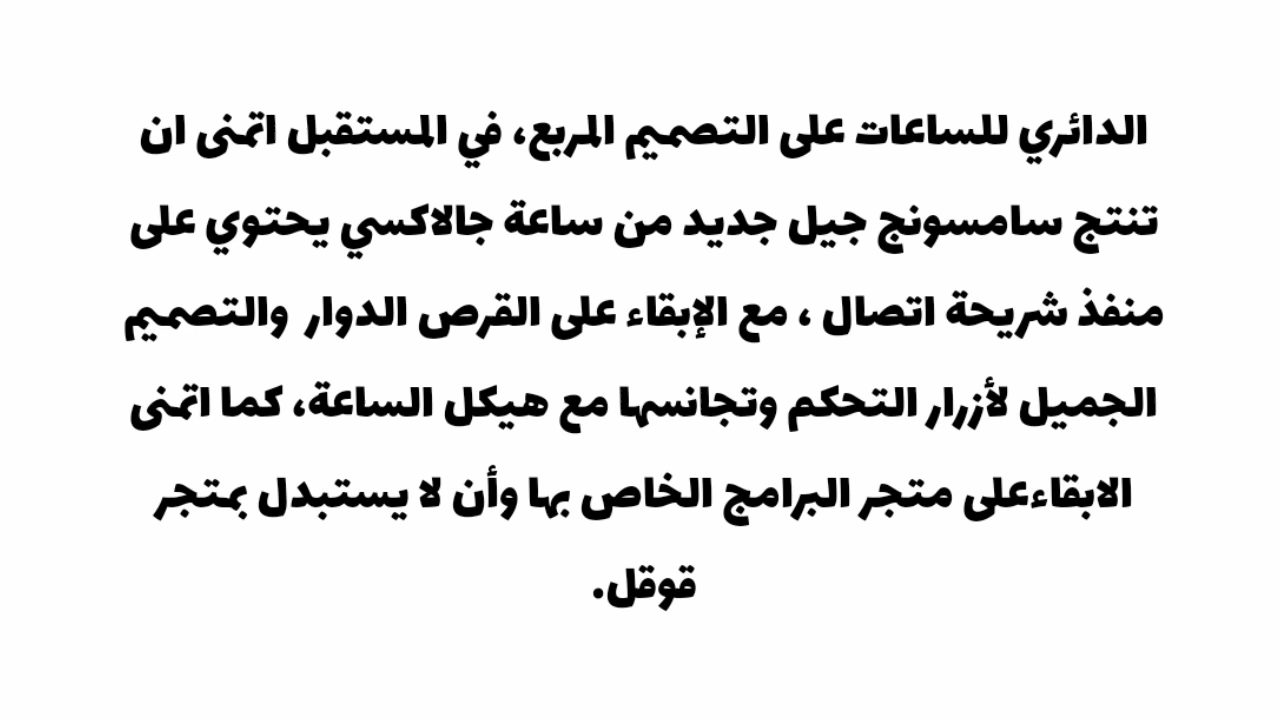 الدائري للساعات على التصميم المربع، في المستقبل اتمنى ان
تنتج سامسونج جيل جديد من ساعة جالاكسي يحتوي على
منفذ شريحة اتصال ، مع الإبقاء على القرص الدوار  والتصميم
الجميل لأزرار التحكم وتجانسها مع هيكل الساعة، كما اتمنى
الابقاءعلى متجر البرامج الخاص بها وأن لا يستبدل بمتجر
قوقل.